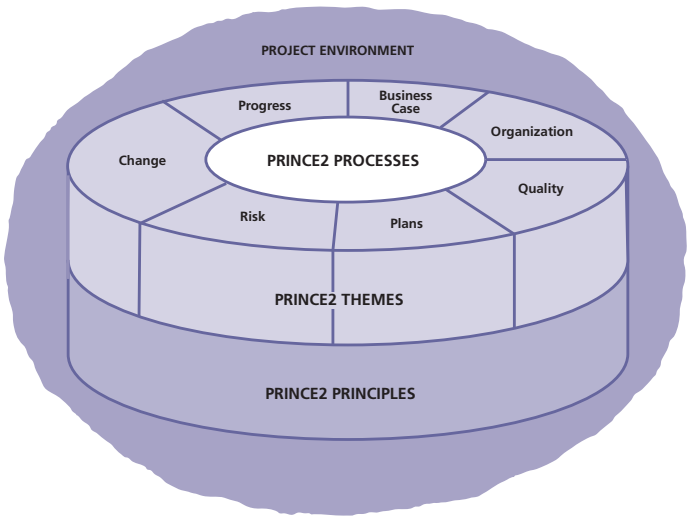 PROJECT ENVIRONMENT
Progress
Business
Case
Organization
Change
PRINCE2 PROCESSES
Quality
Risk
Plans
PRINCE2 THEMES
PRINCE2 PRINCIPLES